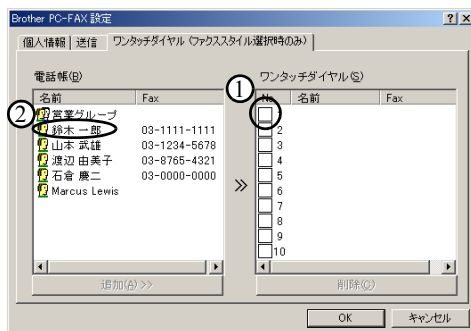 Brother PC-FAX 設定
個人情報 送信 ワンタッチダイヤル (ファクススタイル選択時のみ)
電話帳(B)
名前 Fax
営業グループ
鈴木 一郎 03-1111-1111
山本 武雄 03-1234-5678
渡辺 由美子 03-8765-4321
石倉 慶二 03-0000-0000
Marcus Lewis
追加(A) >>
②
①
>>
ワンタッチダイヤル(S)
No 名前 Fax
1
2
3
4
5
6
7
8
9
10
削除(C)
OK キャンセル